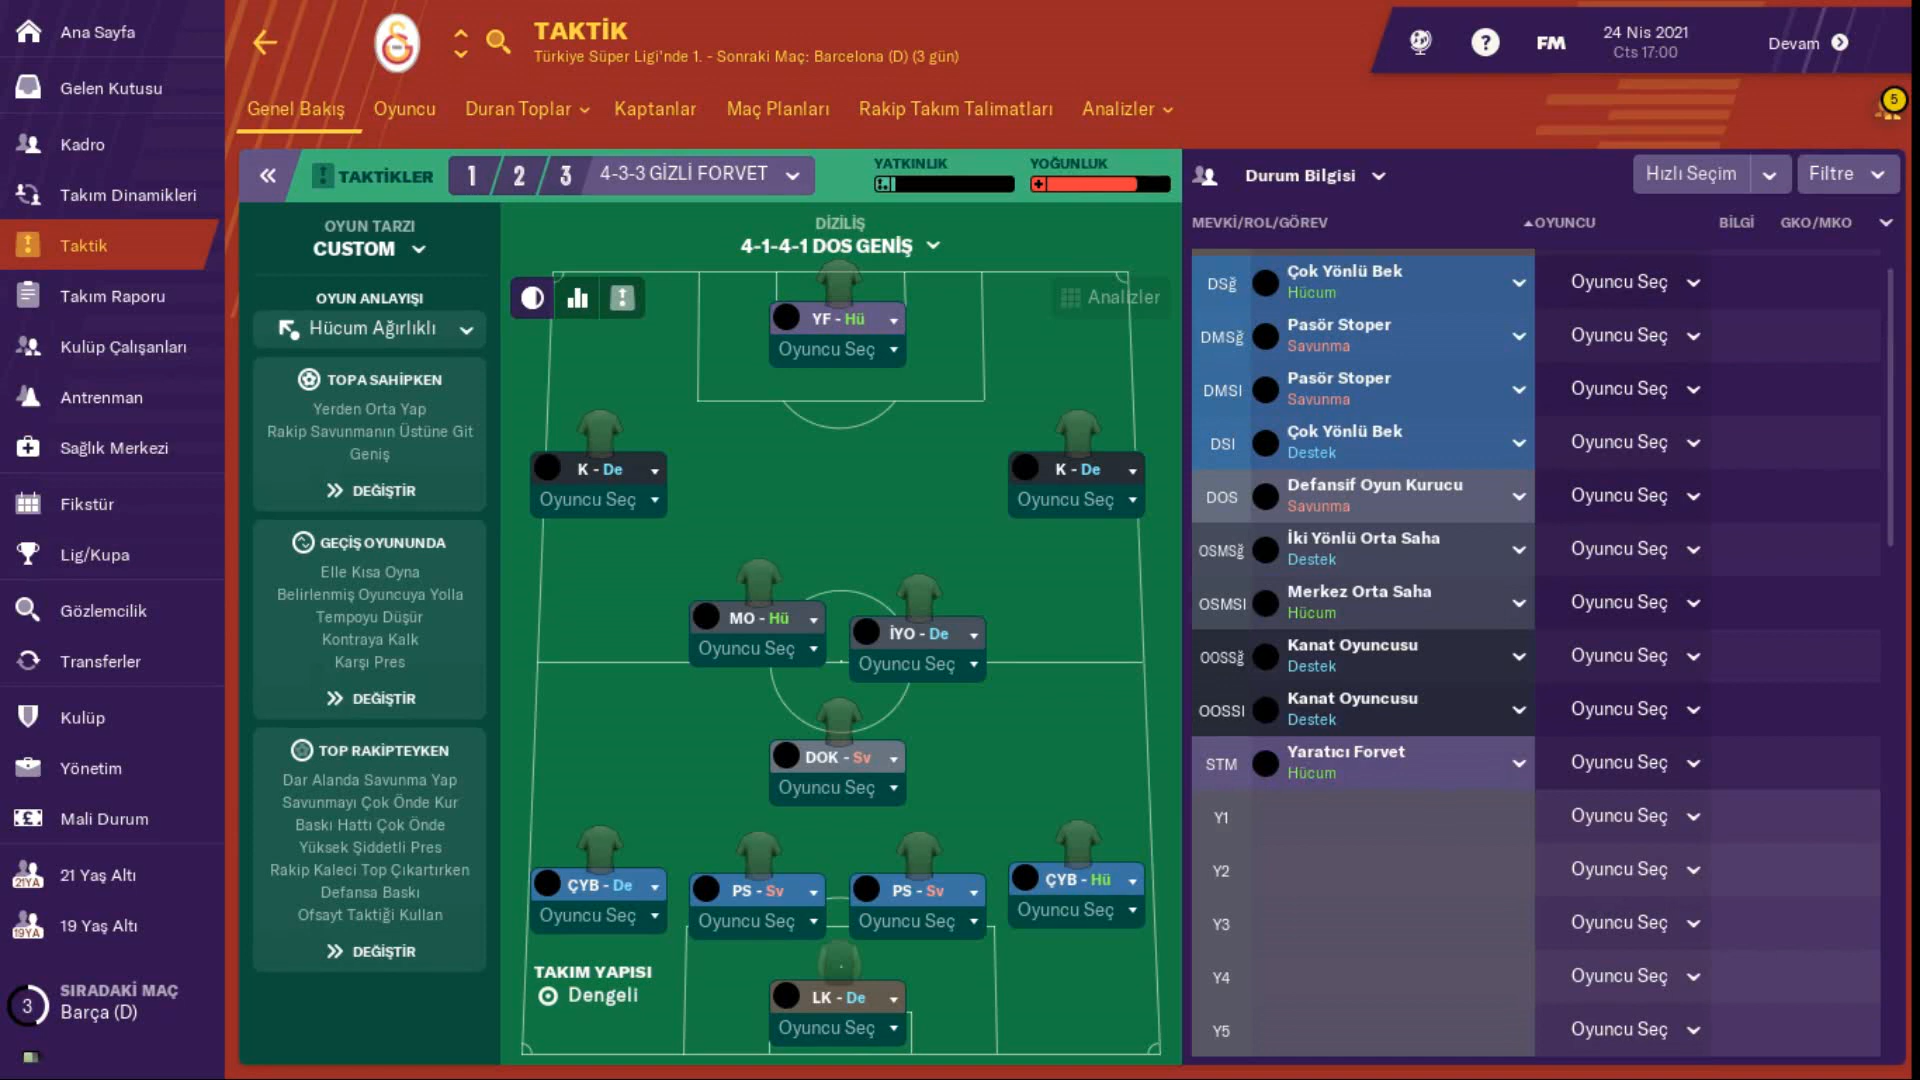 Ana Sayfa
Gelen Kutusu
Kadro
Takım Dinamikleri
Taktik
Takım Raporu
Kulüp Çalışanları
Antrenman
Sağlık Merkezi
Fikstür
Lig/Kupa
Gözlemcilik
Transferler
Kulüp
Yönetim
Mali Durum
21YA
21 Yaş Altı
19YA
19 Yaş Altı
3
SIRADAKİ MAÇ
Barça (D)
TAKTİK
Türkiye Süper Ligi'nde 1. - Sonraki Maç: Barcelona (D) (3 gün)
?
FM
24 Nis 2021
Cts 17:00
Devam
5
Genel Bakış
Oyuncu
Duran Toplar
Kaptanlar
Maç Planları
Rakip Takım Talimatları
Analizler
TAKTİKLER
1
2
3
4-3-3 GİZLİ FORVET
YATKINLIK
YOĞUNLUK
OYUN TARZI
CUSTOM
OYUN ANLAYIŞI
Hücum Ağırlıklı
TOPA SAHİPKEN
Yerden Orta Yap
Rakip Savunmanın Üstüne Git
Geniş
DEĞİŞTİR
GEÇİŞ OYUNUNDA
Elle Kısa Oyna
Belirlenmiş Oyuncuya Yolla
Tempoyu Düşür
Kontraya Kalk
Karşı Pres
DEĞİŞTİR
TOP RAKİPTEYKEN
Dar Alanda Savunma Yap
Savunmayı Çok Önde Kur
Baskı Hattı Çok Önde
Yüksek Şiddetli Pres
Rakip Kaleci Top Çıkartırken
Defansa Baskı
Ofsayt Taktiği Kullan
DEĞİŞTİR
DİZİLİŞ
4-1-4-1 DOS GENİŞ
Analizler
YF - Hü
Oyuncu Seç
K - De
Oyuncu Seç
K - De
Oyuncu Seç
MO - Hü
Oyuncu Seç
İYO - De
Oyuncu Seç
DOK - Sv
Oyuncu Seç
ÇYB - De
Oyuncu Seç
PS - Sv
Oyuncu Seç
PS - Sv
Oyuncu Seç
ÇYB - Hü
Oyuncu Seç
TAKIM YAPISI
Dengeli
LK - De
Oyuncu Seç
Durum Bilgisi
Hızlı Seçim
Filtre
MEVKİ/ROL/GÖREV
OYUNCU
BİLGİ
GKO/MKO
DSğ
Çok Yönlü Bek
Hücum
Oyuncu Seç
DMSğ
Pasör Stoper
Savunma
Oyuncu Seç
DMSl
Pasör Stoper
Savunma
Oyuncu Seç
DSl
Çok Yönlü Bek
Destek
Oyuncu Seç
DOS
Defansif Oyun Kurucu
Savunma
Oyuncu Seç
OSMSğ
İki Yönlü Orta Saha
Destek
Oyuncu Seç
OSMSl
Merkez Orta Saha
Hücum
Oyuncu Seç
OOSSğ
Kanat Oyuncusu
Destek
Oyuncu Seç
OOSSl
Kanat Oyuncusu
Destek
Oyuncu Seç
STM
Yaratıcı Forvet
Hücum
Oyuncu Seç
Y1
Oyuncu Seç
Y2
Oyuncu Seç
Y3
Oyuncu Seç
Y4
Oyuncu Seç
Y5
Oyuncu Seç